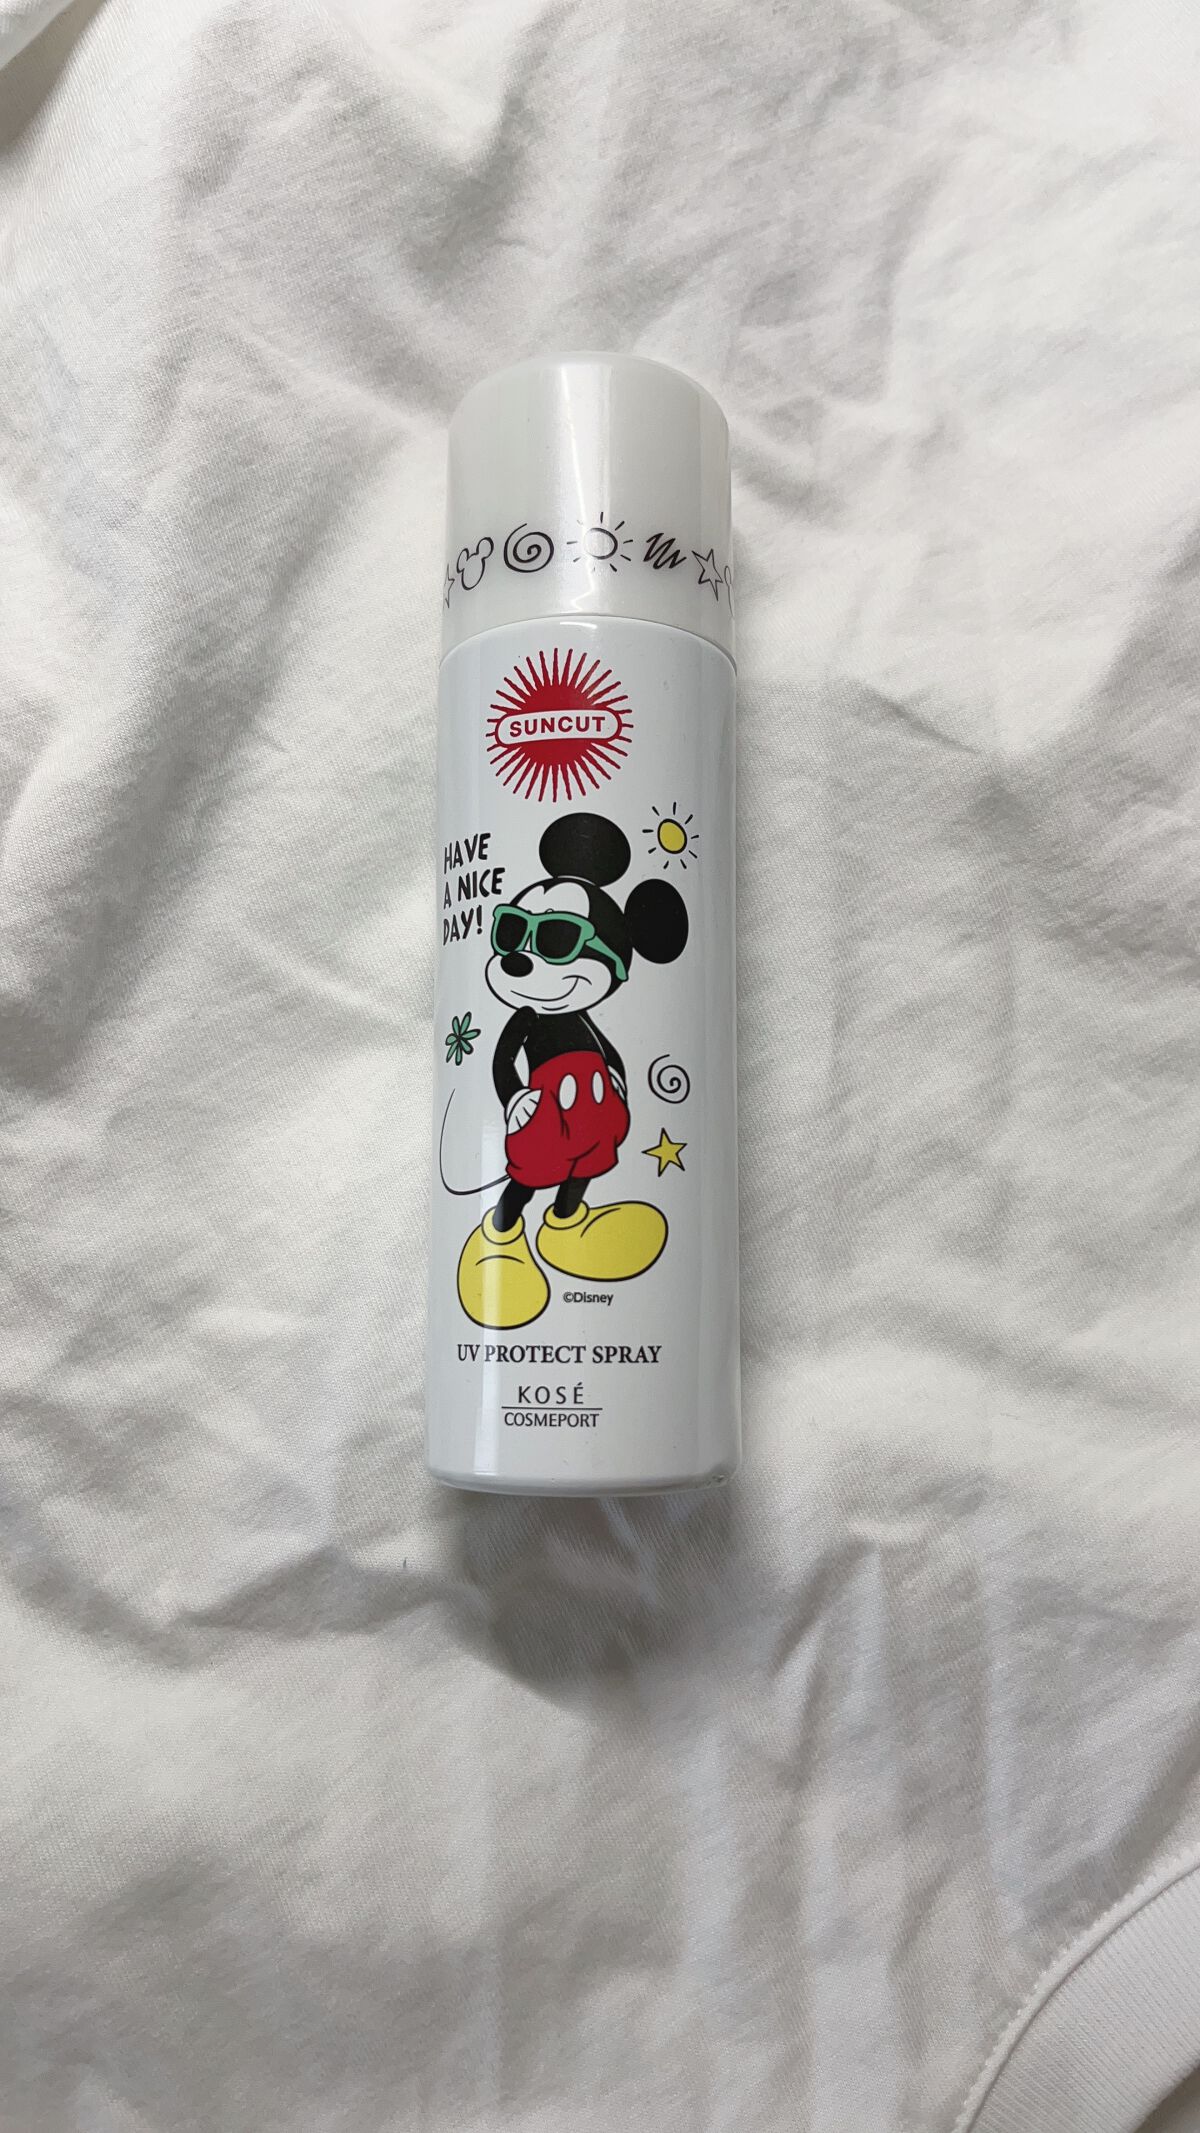 SUNCUT
HAVE
A NICE
DAY!
©Disney
UV PROTECT SPRAY
KOSÉ
COSMEPORT